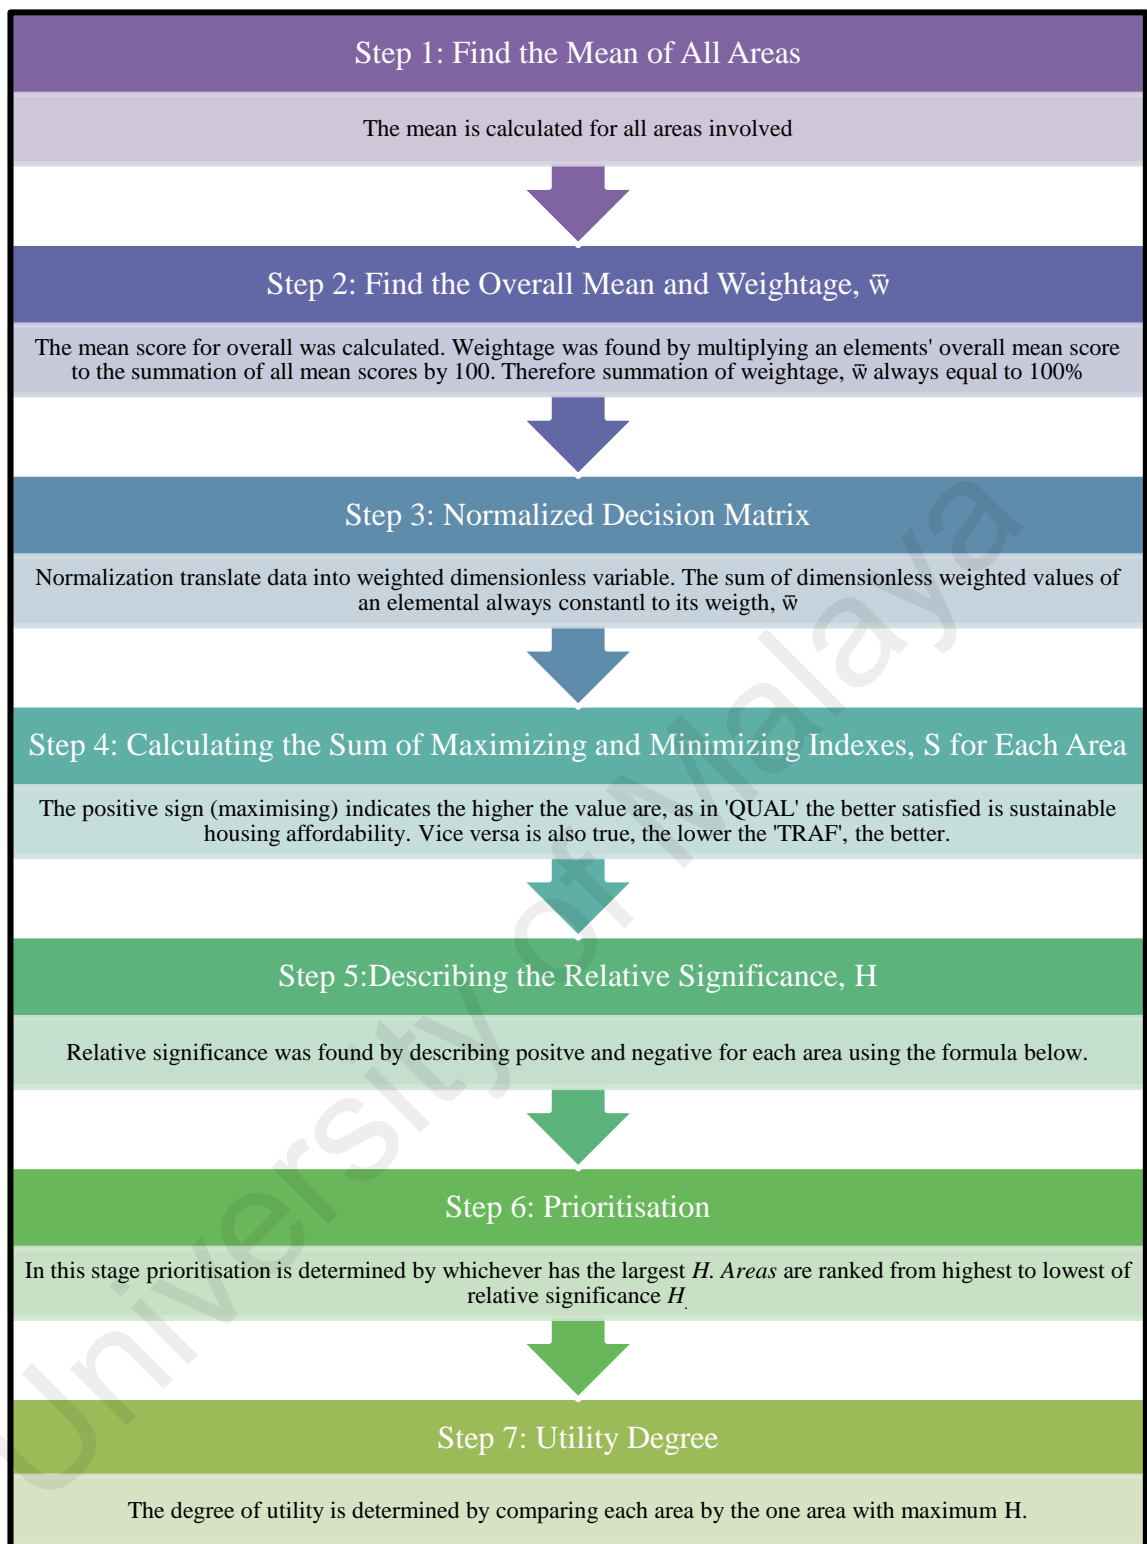 Step 1: Find the Mean of All Areas
The mean is calculated for all areas involved
Step 2: Find the Overall Mean and Weightage, w̄
The mean score for overall was calculated. Weightage was found by multiplying an elements' overall mean score
to the summation of all mean scores by 100. Therefore summation of weightage, w̄ always equal to 100%
Step 3: Normalized Decision Matrix
Normalization translate data into weighted dimensionless variable. The sum of dimensionless weighted values of
an elemental always constantl to its weigth, w̄
Step 4: Calculating the Sum of Maximizing and Minimizing Indexes, S for Each Area
The positive sign (maximising) indicates the higher the value are, as in 'QUAL' the better satisfied is sustainable
housing affordability. Vice versa is also true, the lower the 'TRAF', the better.
Step 5:Describing the Relative Significance, H
Relative significance was found by describing positve and negative for each area using the formula below.
Step 6: Prioritisation
In this stage prioritisation is determined by whichever has the largest H. Areas are ranked from highest to lowest of
relative significance H.
Step 7: Utility Degree
The degree of utility is determined by comparing each area by the one area with maximum H.
University of Malaya